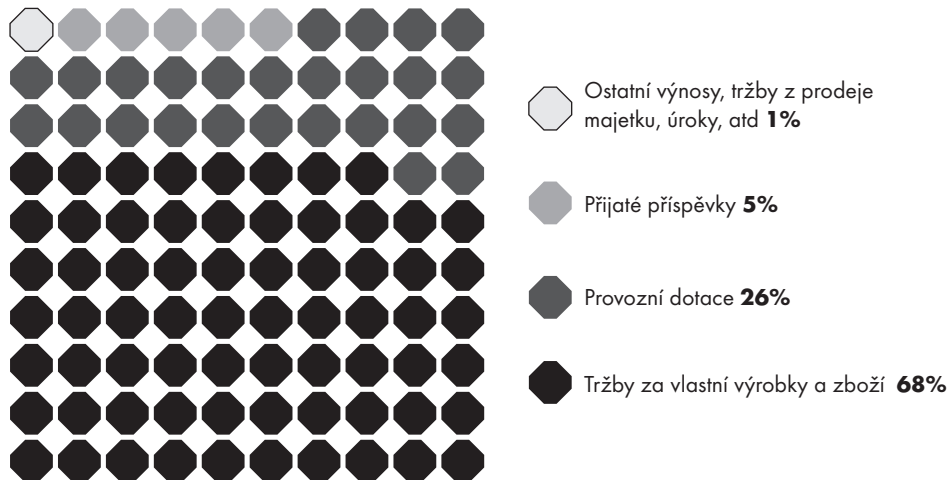 Ostatní výnosy, tržby z prodeje
majetku, úroky, atd 1%
Přijaté příspěvky 5%
Provozní dotace 26%
Tržby za vlastní výrobky a zboží 68%